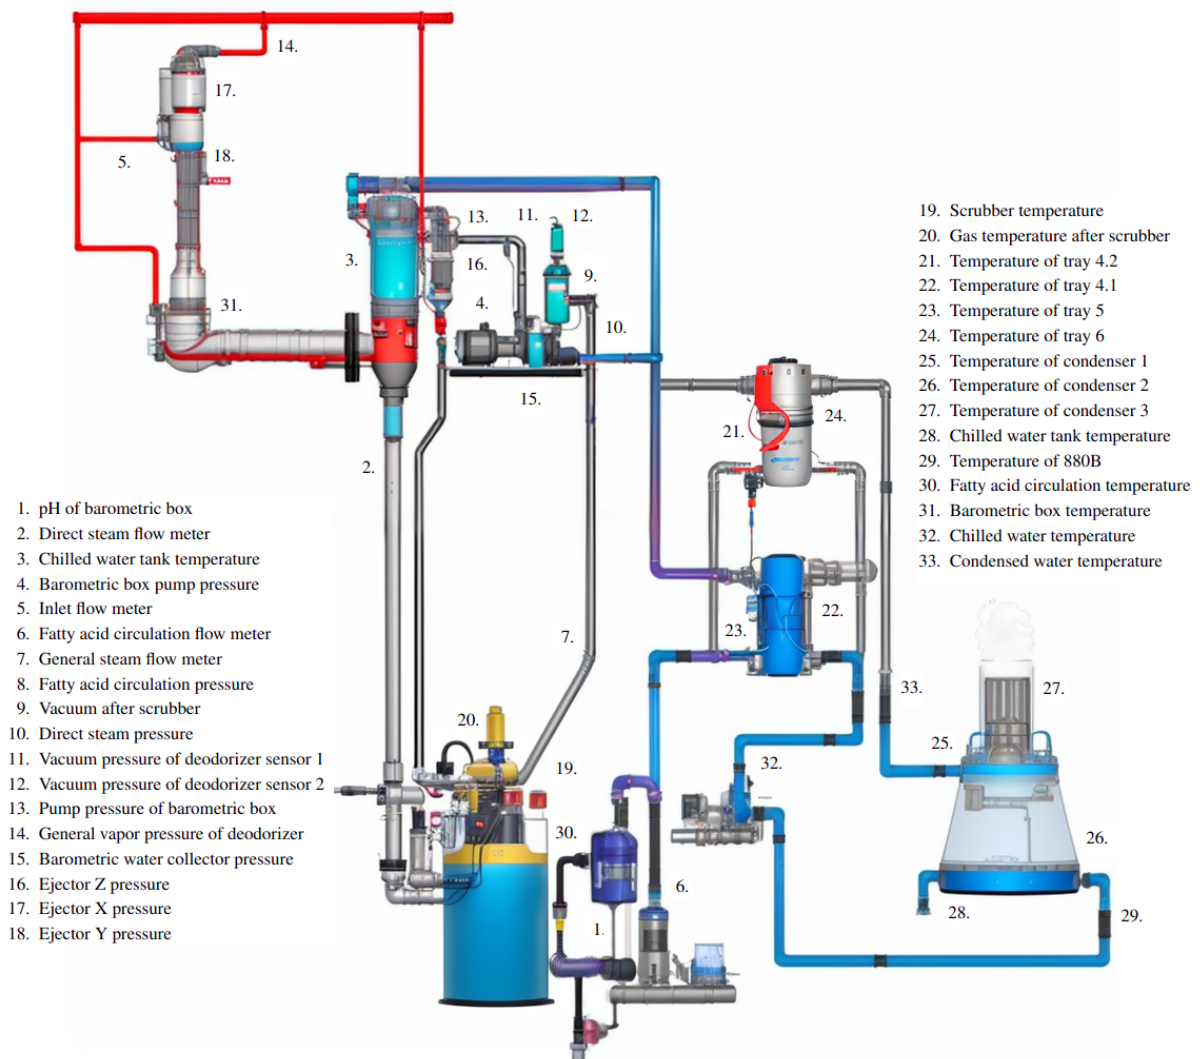 14.
17.
5.
18.
13.
11.
12.
3.
16.
9.
4.
31.
10.
15.
21.
24.
2.
22.
7.
23.
33.
27.
20.
25.
32.
19.
30.
26.
6.
28.
29.
1.
1. pH of barometric box
2. Direct steam flow meter
3. Chilled water tank temperature
4. Barometric box pump pressure
5. Inlet flow meter
6. Fatty acid circulation flow meter
7. General steam flow meter
8. Fatty acid circulation pressure
9. Vacuum after scrubber
10. Direct steam pressure
11. Vacuum pressure of deodorizer sensor 1
12. Vacuum pressure of deodorizer sensor 2
13. Pump pressure of barometric box
14. General vapor pressure of deodorizer
15. Barometric water collector pressure
16. Ejector Z pressure
17. Ejector X pressure
18. Ejector Y pressure
19. Scrubber temperature
20. Gas temperature after scrubber
21. Temperature of tray 4.2
22. Temperature of tray 4.1
23. Temperature of tray 5
24. Temperature of tray 6
25. Temperature of condenser 1
26. Temperature of condenser 2
27. Temperature of condenser 3
28. Chilled water tank temperature
29. Temperature of 880B
30. Fatty acid circulation temperature
31. Barometric box temperature
32. Chilled water temperature
33. Condensed water temperature